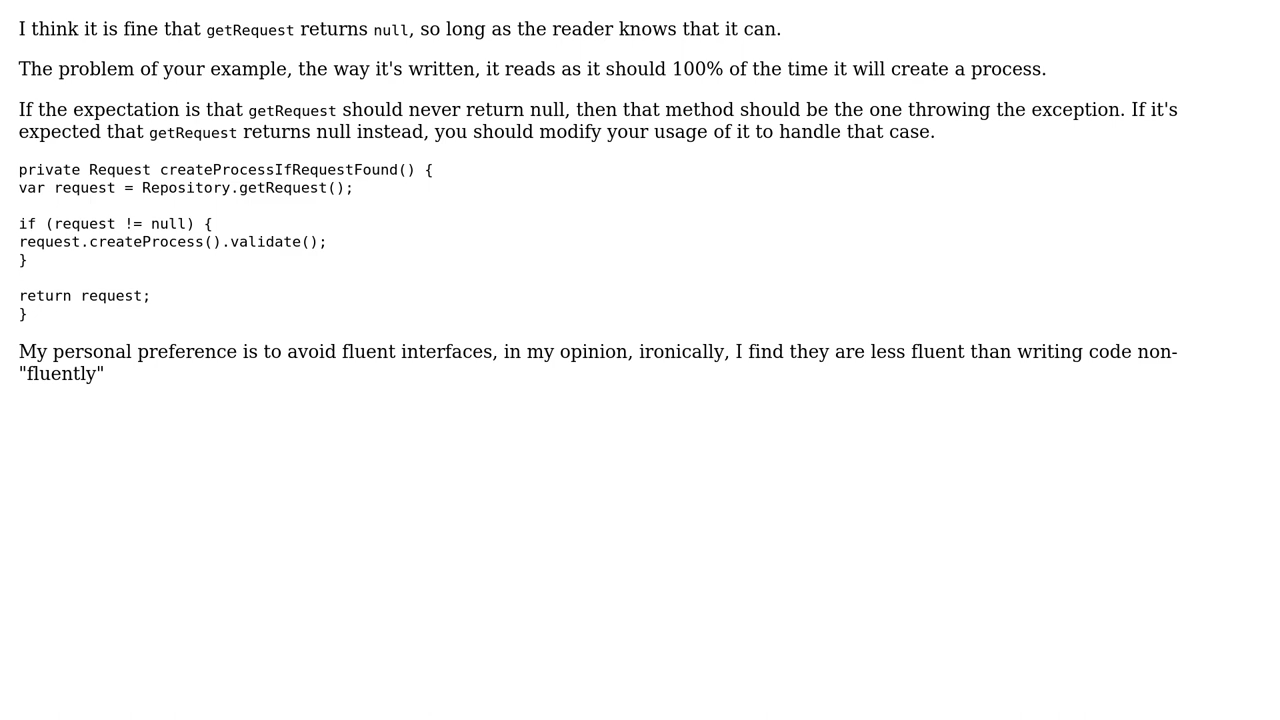 I think it is fine that getRequest returns null, so long as the reader knows that it can.
The problem of your example, the way it's written, it reads as it should 100% of the time it will create a process.
If the expectation is that getRequest should never return null, then that method should be the one throwing the exception. If it's
expected that getRequest returns null instead, you should modify your usage of it to handle that case.
private Request createProcessIfRequestFound() {
var request = Repository.getRequest();
if (request != null) {
request.createProcess().validate();
}
return request;
}
My personal preference is to avoid fluent interfaces, in my opinion, ironically, I find they are less fluent than writing code non-
"fluently"